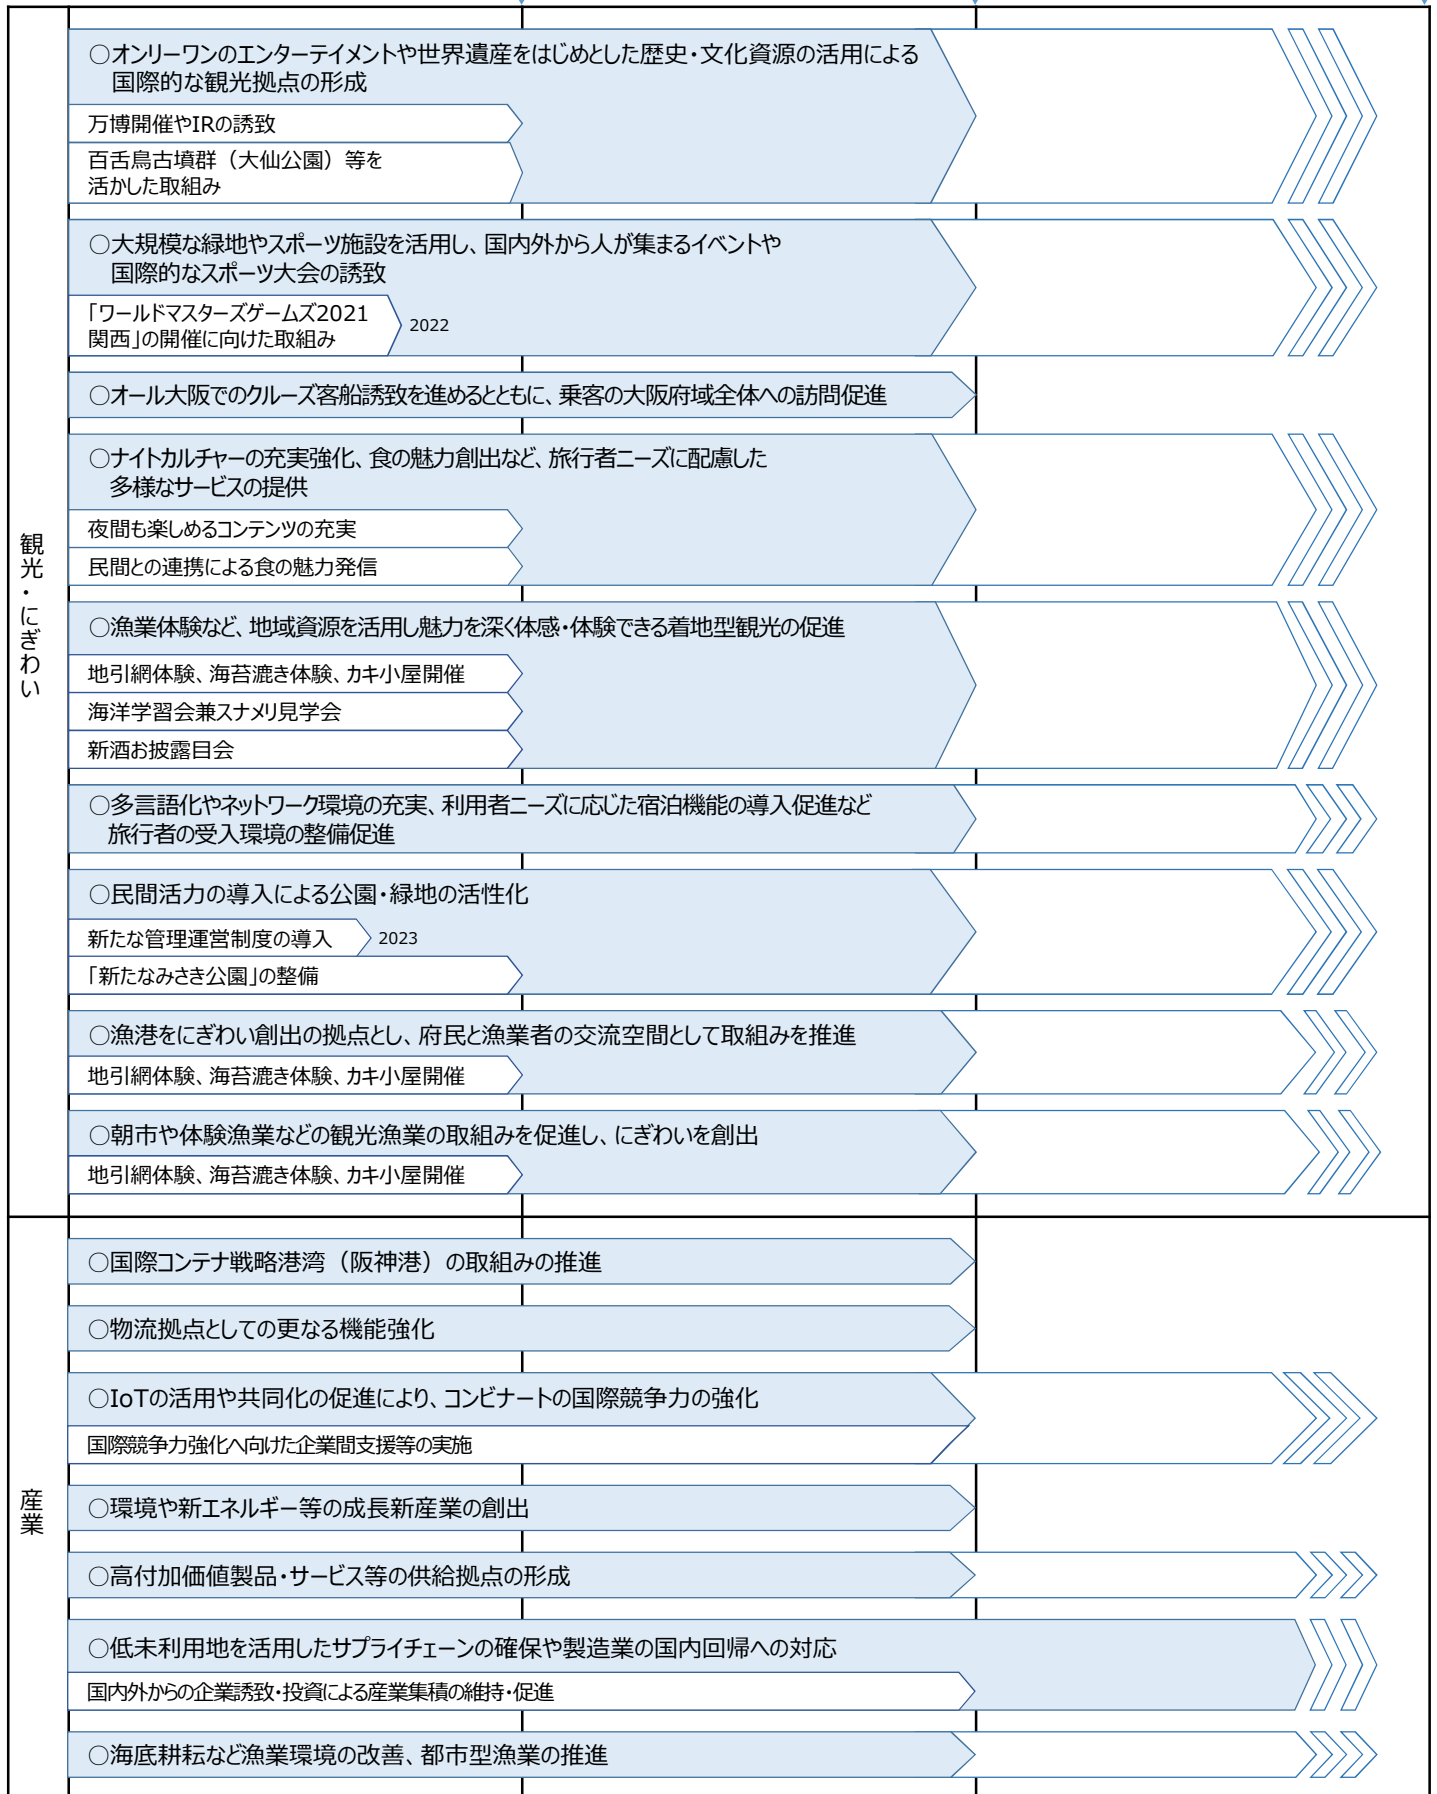 ○オンリーワンのエンターテイメントや世界遺産をはじめとした歴史・文化資源の活用による
国際的な観光拠点の形成
万博開催やIRの誘致
百舌鳥古墳群（大仙公園）等を
活かした取組み
○大規模な緑地やスポーツ施設を活用し、国内外から人が集まるイベントや
国際的なスポーツ大会の誘致
「ワールドマスターズゲームズ2021
関西」の開催に向けた取組み
2022
○オール大阪でのクルーズ客船誘致を進めるとともに、乗客の大阪府域全体への訪問促進
○ナイトカルチャーの充実強化、食の魅力創出など、旅行者ニーズに配慮した
多様なサービスの提供
夜間も楽しめるコンテンツの充実
民間との連携による食の魅力発信
観光・にぎわい
○漁業体験など、地域資源を活用し魅力を深く体感・体験できる着地型観光の促進
地引網体験、海苔漉き体験、カキ小屋開催
海洋学習会兼スナメリ見学会
新酒お披露目会
○多言語化やネットワーク環境の充実、利用者ニーズに応じた宿泊機能の導入促進など
旅行者の受入環境の整備促進
○民間活力の導入による公園・緑地の活性化
新たな管理運営制度の導入
2023
「新たなみさき公園」の整備
○漁港をにぎわい創出の拠点とし、府民と漁業者の交流空間として取組みを推進
地引網体験、海苔漉き体験、カキ小屋開催
○朝市や体験漁業などの観光漁業の取組みを促進し、にぎわいを創出
地引網体験、海苔漉き体験、カキ小屋開催
○国際コンテナ戦略港湾（阪神港）の取組みの推進
○物流拠点としての更なる機能強化
○IoTの活用や共同化の促進により、コンビナートの国際競争力の強化
国際競争力強化へ向けた企業間支援等の実施
産業
○環境や新エネルギー等の成長新産業の創出
○高付加価値製品・サービス等の供給拠点の形成
○低未利用地を活用したサプライチェーンの確保や製造業の国内回帰への対応
国内外からの企業誘致・投資による産業集積の維持・促進
○海底耕耘など漁業環境の改善、都市型漁業の推進